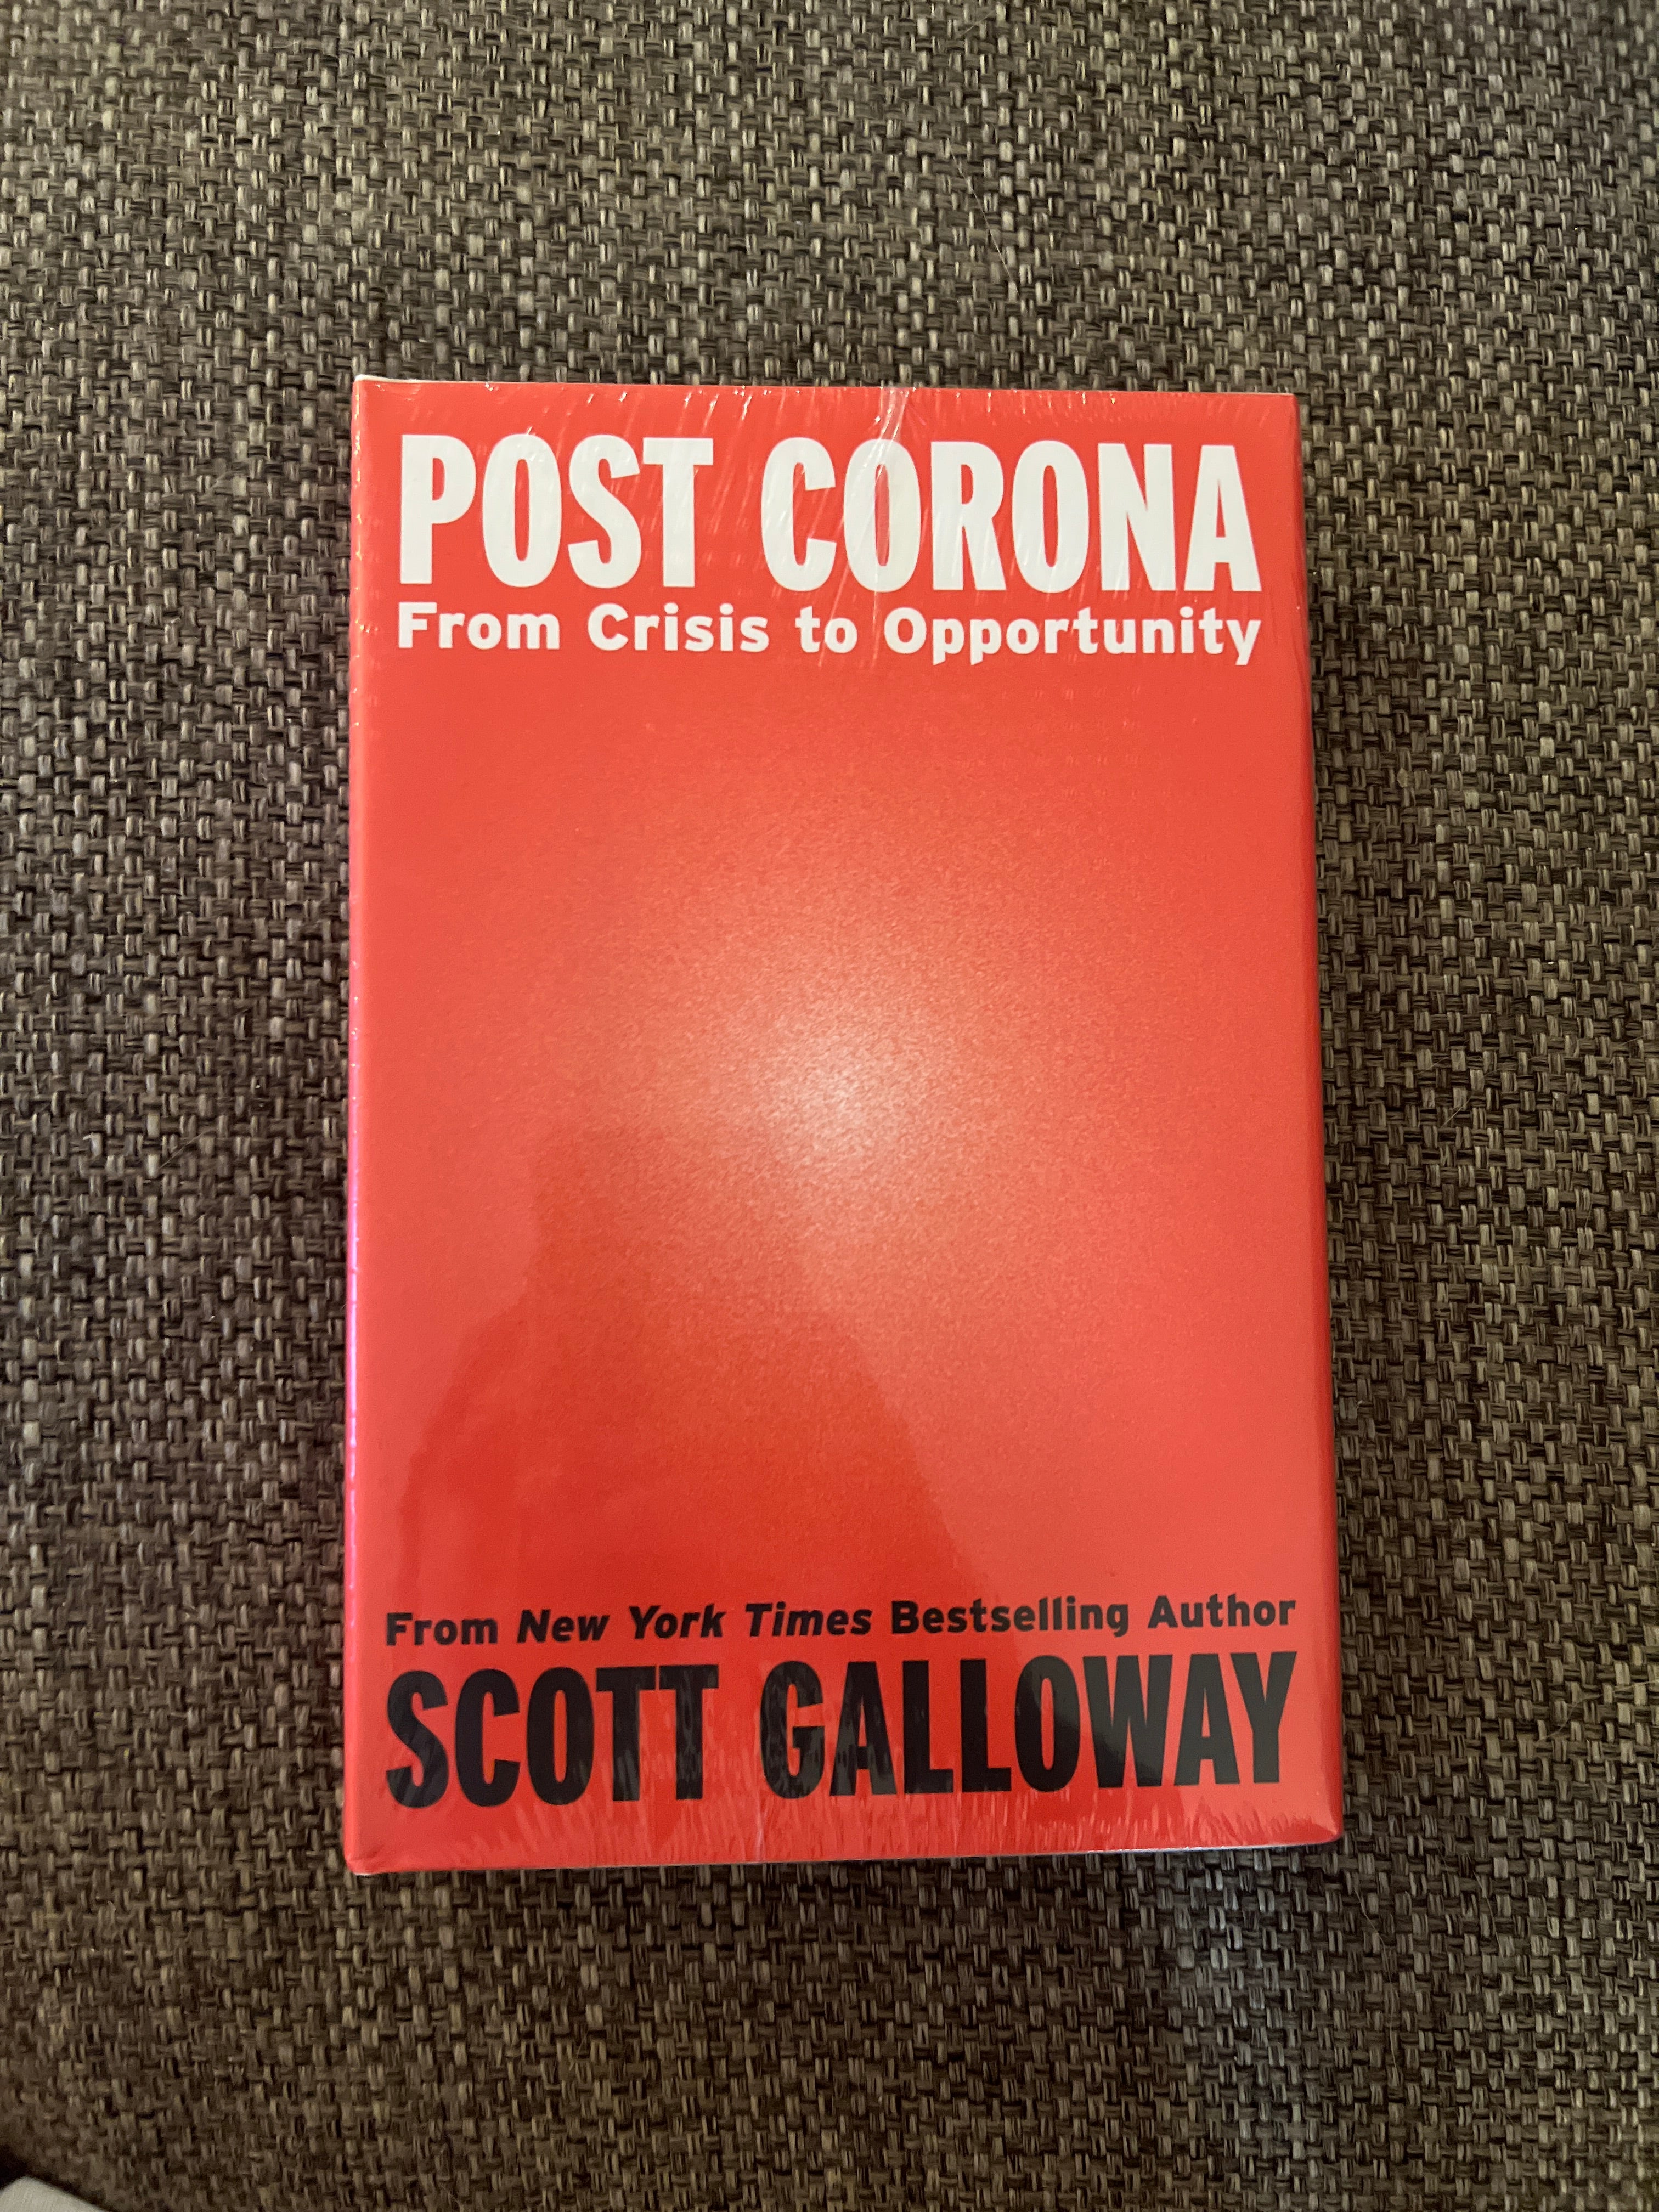 POST CORONA
From Crisis to Opportunity
From New York Times Bestselling Author
SCOTT GALLOWAY